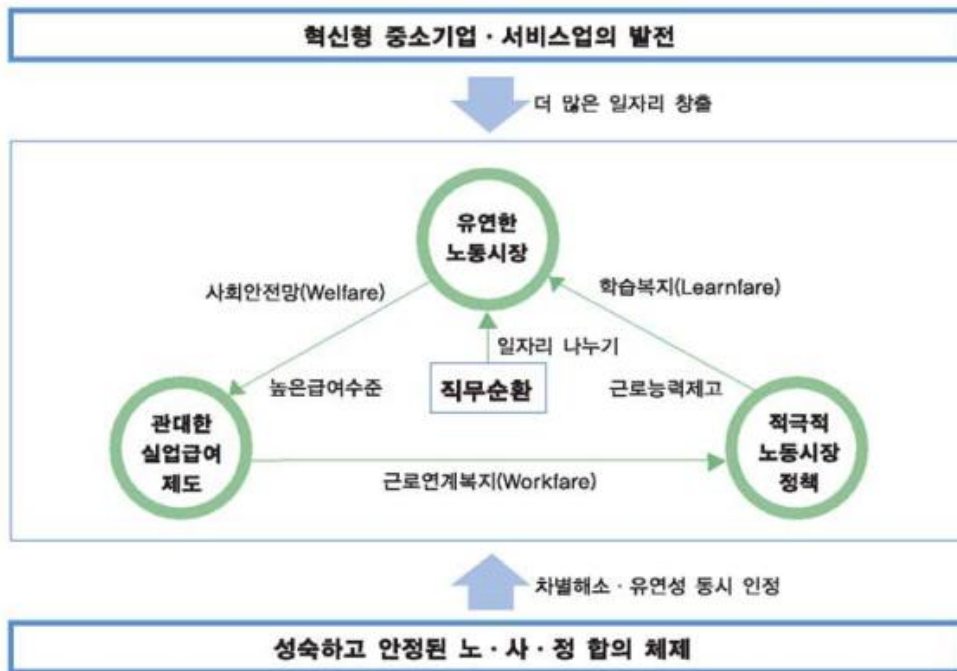 혁신형 중소기업 · 서비스업의 발전
더 많은 일자리 창출
유연한
노동시장
사회안전망(Welfare)
학습복지(Learnfare)
일자리 나누기
높은급여수준
직무순환
근로능력제고
관대한
실업급여
제도
적극적
노동시장
정책
근로연계복지(Workfare)
차별해소 · 유연성 동시 인정
성숙하고 안정된 노 · 사 · 정 합의 체제